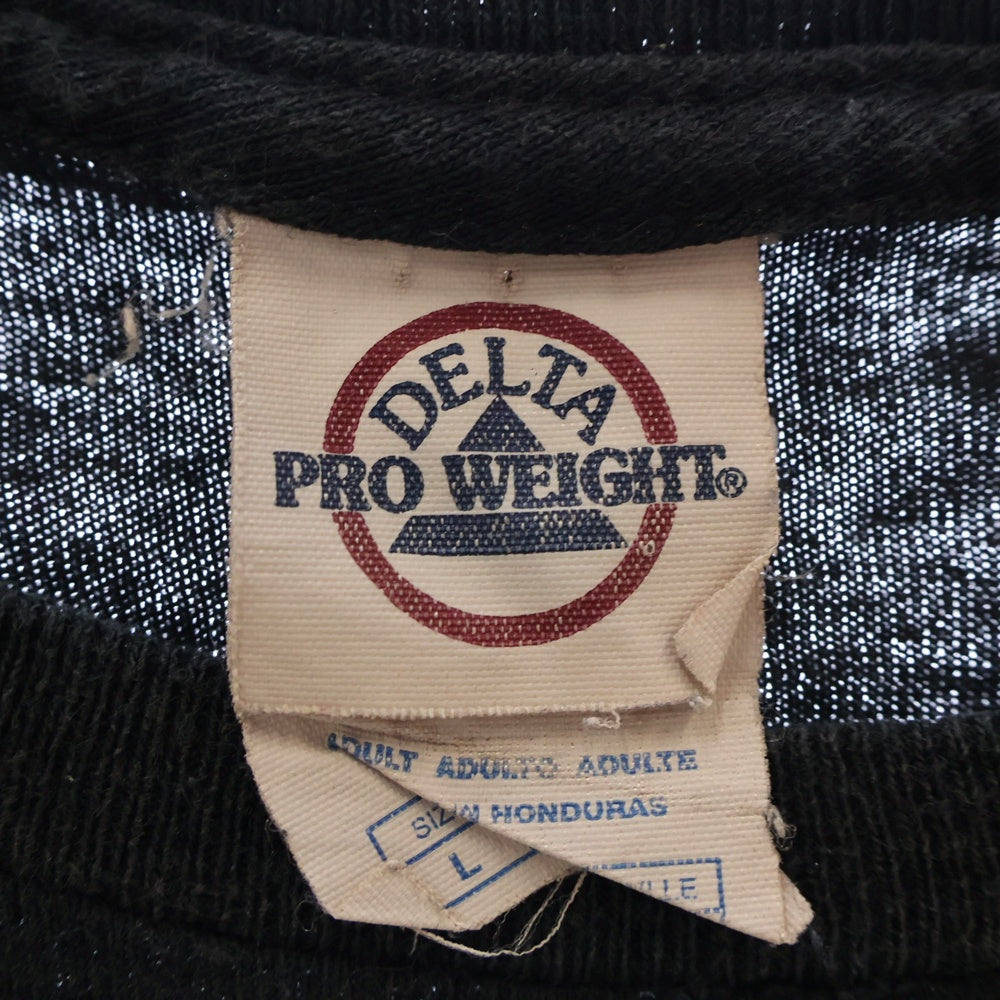 DELTA
PRO WEIGHT®
ADULT ADULTO ADULTE
HONDURAS
L